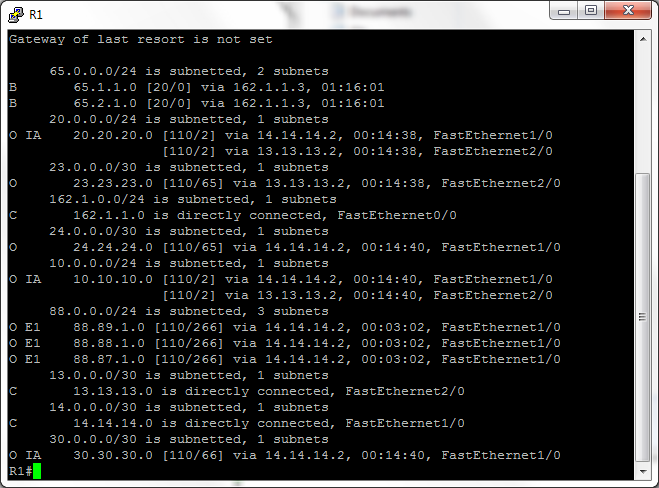 R1
Documents
Gateway of last resort is not set
65.0.0.0/24 is subnetted, 2 subnets
B 65.1.1.0 [20/0] via 162.1.1.3, 01:16:01
B 65.2.1.0 [20/0] via 162.1.1.3, 01:16:01
20.0.0.0/24 is subnetted, 1 subnets
O IA 20.20.20.0 [110/2] via 14.14.14.2, 00:14:38, FastEthernet1/0
[110/2] via 13.13.13.2, 00:14:38, FastEthernet2/0
23.0.0.0/30 is subnetted, 1 subnets
O 23.23.23.0 [110/65] via 13.13.13.2, 00:14:38, FastEthernet2/0
162.1.0.0/24 is subnetted, 1 subnets
C 162.1.1.0 is directly connected, FastEthernet0/0
24.0.0.0/30 is subnetted, 1 subnets
O 24.24.24.0 [110/65] via 14.14.14.2, 00:14:40, FastEthernet1/0
10.0.0.0/24 is subnetted, 1 subnets
O IA 10.10.10.0 [110/2] via 14.14.14.2, 00:14:40, FastEthernet1/0
[110/2] via 13.13.13.2, 00:14:40, FastEthernet2/0
88.0.0.0/24 is subnetted, 3 subnets
O E1 88.89.1.0 [110/266] via 14.14.14.2, 00:03:02, FastEthernet1/0
O E1 88.88.1.0 [110/266] via 14.14.14.2, 00:03:02, FastEthernet1/0
O E1 88.87.1.0 [110/266] via 14.14.14.2, 00:03:02, FastEthernet1/0
13.0.0.0/30 is subnetted, 1 subnets
C 13.13.13.0 is directly connected, FastEthernet2/0
14.0.0.0/30 is subnetted, 1 subnets
C 14.14.14.0 is directly connected, FastEthernet1/0
30.0.0.0/30 is subnetted, 1 subnets
O IA 30.30.30.0 [110/66] via 14.14.14.2, 00:14:40, FastEthernet1/0
R1#